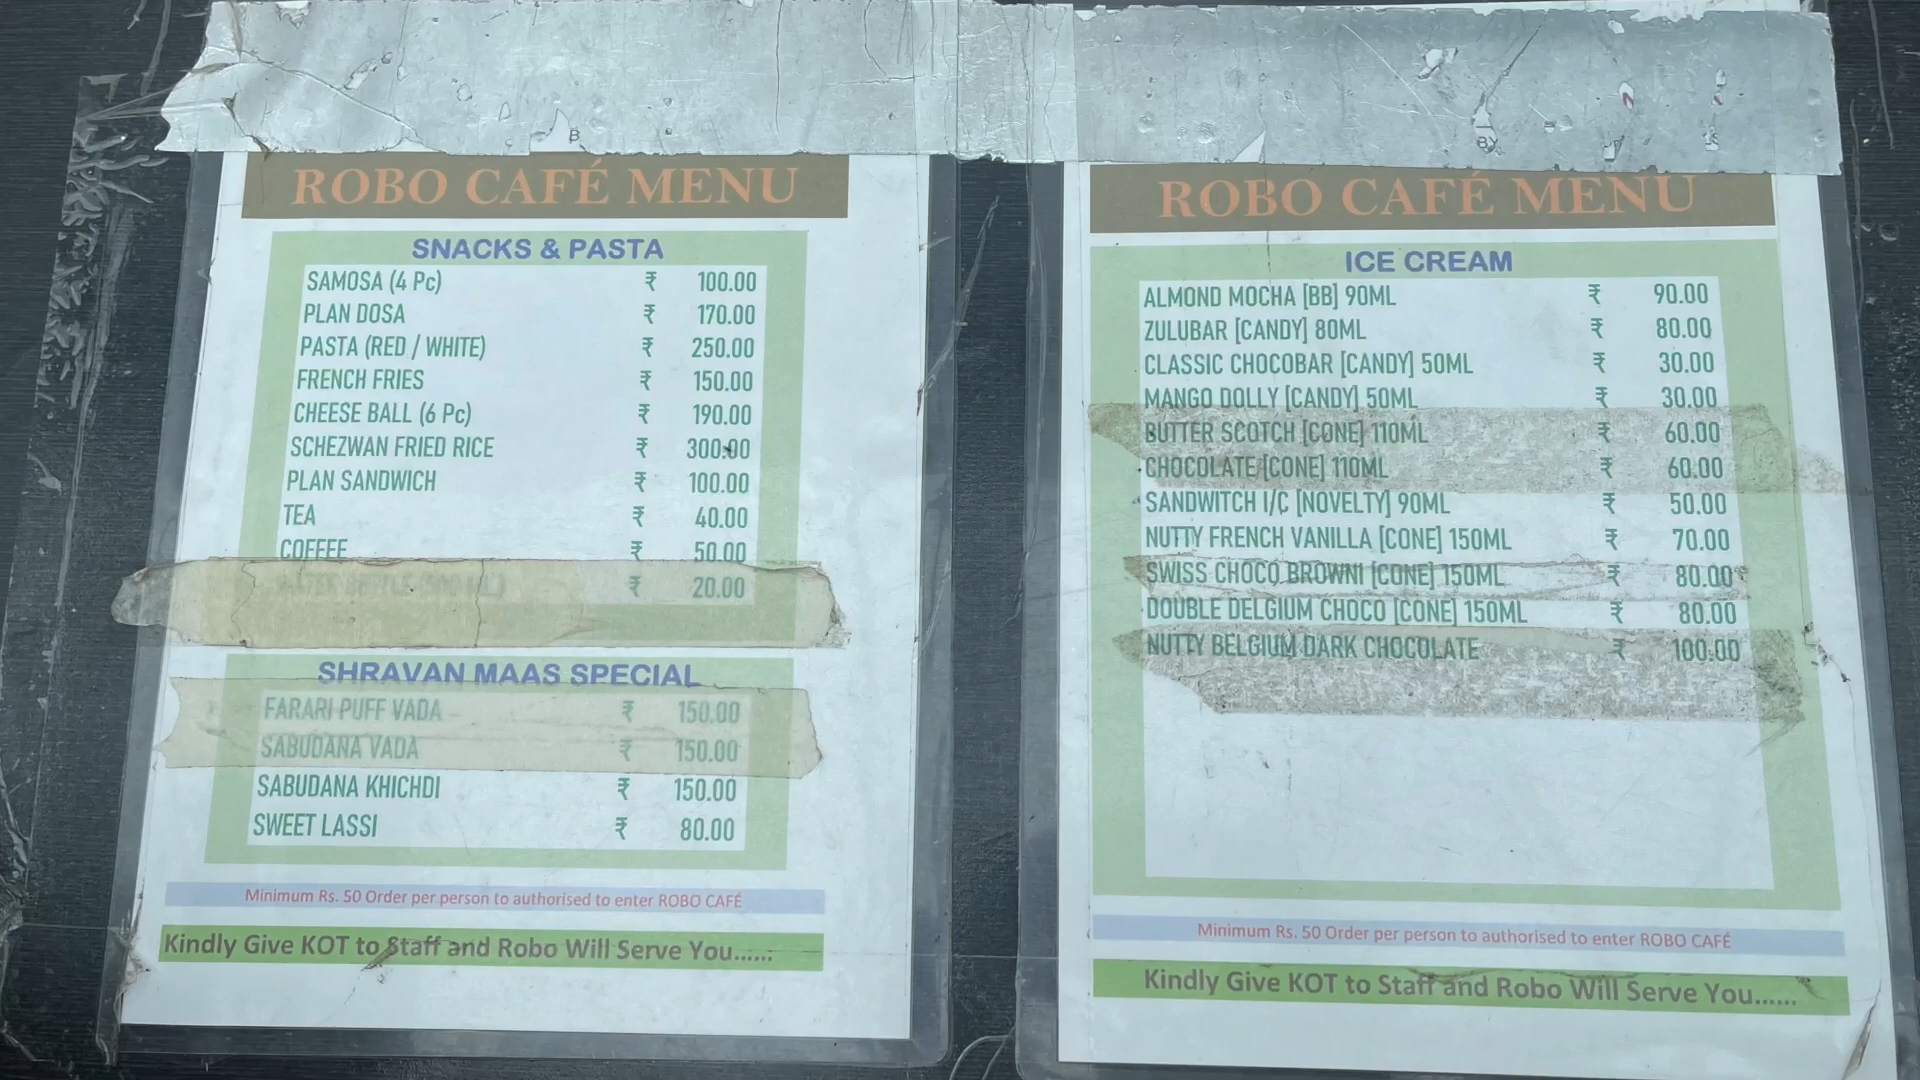 ROBO CAFÉ MENU
SNACKS & PASTA
SAMOSA (4 Pc) ₹ 100.00
PLAN DOSA ₹ 170.00
PASTA (RED / WHITE) ₹ 250.00
FRENCH FRIES ₹ 150.00
CHEESE BALL (6 Pc) ₹ 190.00
SCHEZWAN FRIED RICE ₹ 300.00
PLAN SANDWICH ₹ 100.00
TEA ₹ 40.00
COFFEE ₹ 50.00
WATER BOTTLE (500 ML) ₹ 20.00
SHRAVAN MAAS SPECIAL
FARARI PUFF VADA ₹ 150.00
SABUDANA VADA ₹ 150.00
SABUDANA KHICHDI ₹ 150.00
SWEET LASSI ₹ 80.00
Minimum Rs. 50 Order per person to authorised to enter ROBO CAFÉ
Kindly Give KOT to Staff and Robo Will Serve You......
ROBO CAFÉ MENU
ICE CREAM
ALMOND MOCHA [BB] 90ML ₹ 90.00
ZULUBAR [CANDY] 80ML ₹ 80.00
CLASSIC CHOCOBAR [CANDY] 50ML ₹ 30.00
MANGO DOLLY [CANDY] 50ML ₹ 30.00
BUTTER SCOTCH [CONE] 110ML ₹ 60.00
CHOCOLATE [CONE] 110ML ₹ 60.00
SANDWITCH I/C [NOVELTY] 90ML ₹ 50.00
NUTTY FRENCH VANILLA [CONE] 150ML ₹ 70.00
SWISS CHOCO BROWNI [CONE] 150ML ₹ 80.00
DOUBLE DELGIUM CHOCO [CONE] 150ML ₹ 80.00
NUTTY BELGIUM DARK CHOCOLATE ₹ 100.00
Minimum Rs. 50 Order per person to authorised to enter ROBO CAFÉ
Kindly Give KOT to Staff and Robo Will Serve You......